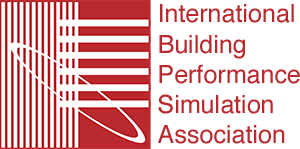 International
Building
Performance
Simulation
Association